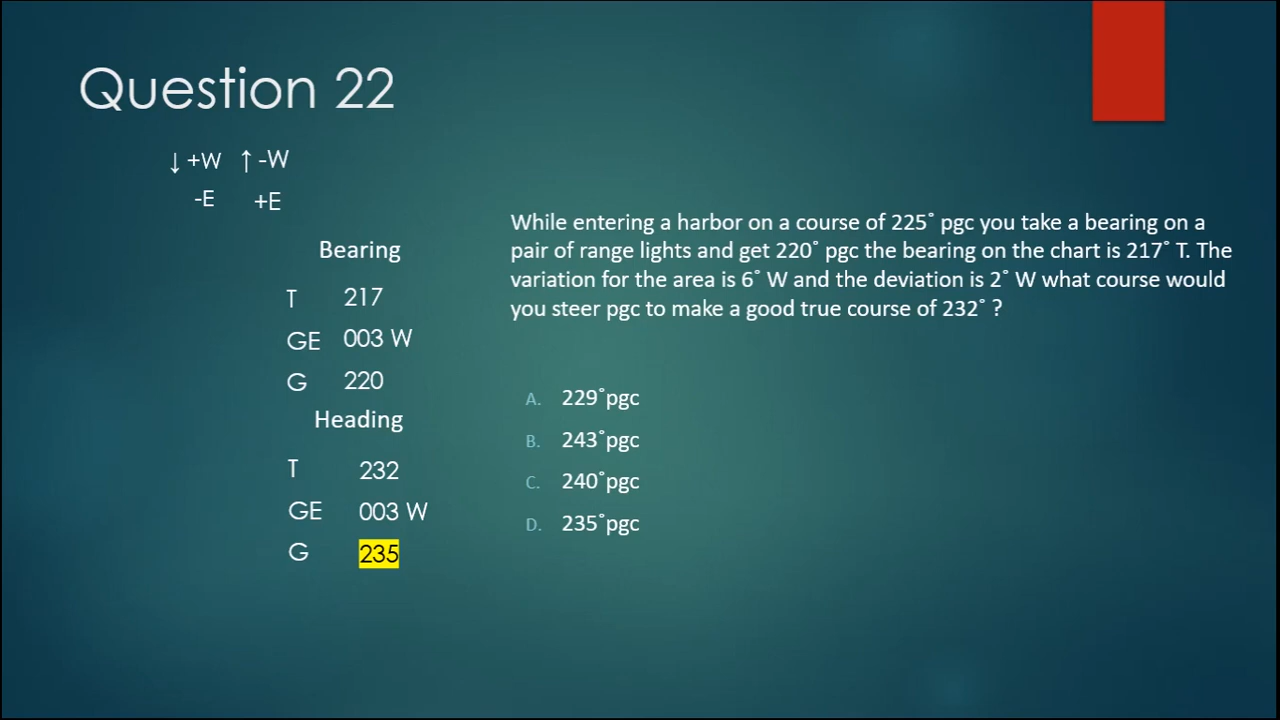 Question 22
↓ +W ↑ -W
-E +E
Bearing
T 217
GE 003 W
G 220
Heading
T 232
GE 003 W
G 235
While entering a harbor on a course of 225˚ pgc you take a bearing on a
pair of range lights and get 220˚ pgc the bearing on the chart is 217˚ T. The
variation for the area is 6˚ W and the deviation is 2˚ W what course would
you steer pgc to make a good true course of 232˚ ?
A. 229˚pgc
B. 243˚pgc
C. 240˚pgc
D. 235˚pgc